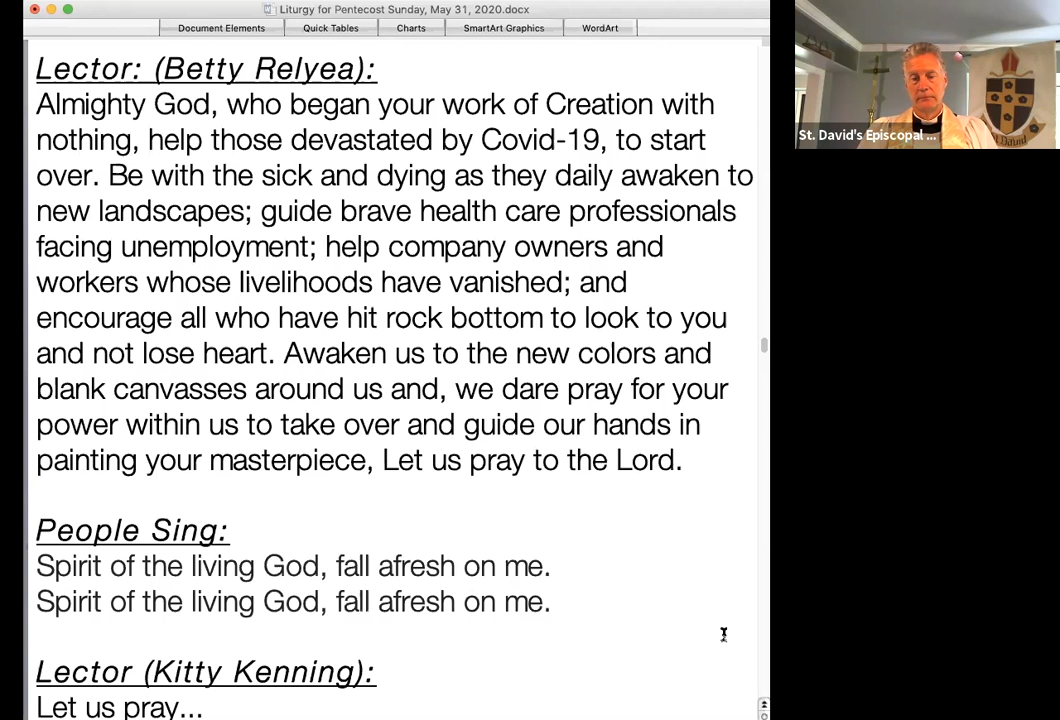 Liturgy for Pentecost Sunday, May 31, 2020.docx
Document Elements Quick Tables Charts SmartArt Graphics WordArt
Lector: (Betty Relyea):
Almighty God, who began your work of Creation with
nothing, help those devastated by Covid-19, to start
over. Be with the sick and dying as they daily awaken to
new landscapes; guide brave health care professionals
facing unemployment; help company owners and
workers whose livelihoods have vanished; and
encourage all who have hit rock bottom to look to you
and not lose heart. Awaken us to the new colors and
blank canvasses around us and, we dare pray for your
power within us to take over and guide our hands in
painting your masterpiece, Let us pray to the Lord.
People Sing:
Spirit of the living God, fall afresh on me.
Spirit of the living God, fall afresh on me.
Lector (Kitty Kenning):
Let us pray...
St. David's Episcopal ...